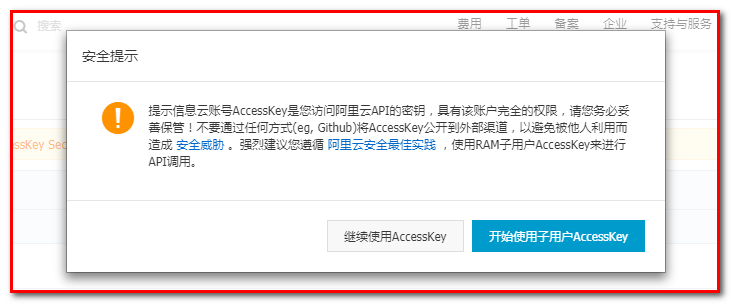 搜索 费用 工单 备案 企业 支持与服务
安全提示
提示信息云账号AccessKey是您访问阿里云API的密钥，具有该账户完全的权限，请您务必妥
善保管！不要通过任何方式(eg, Github)将AccessKey公开到外部渠道，以避免被他人利用而
造成 安全威胁 。强烈建议您遵循 阿里云安全最佳实践 ，使用RAM子用户AccessKey来进行
API调用。
ssKey Sec
继续使用AccessKey 开始使用子用户AccessKey